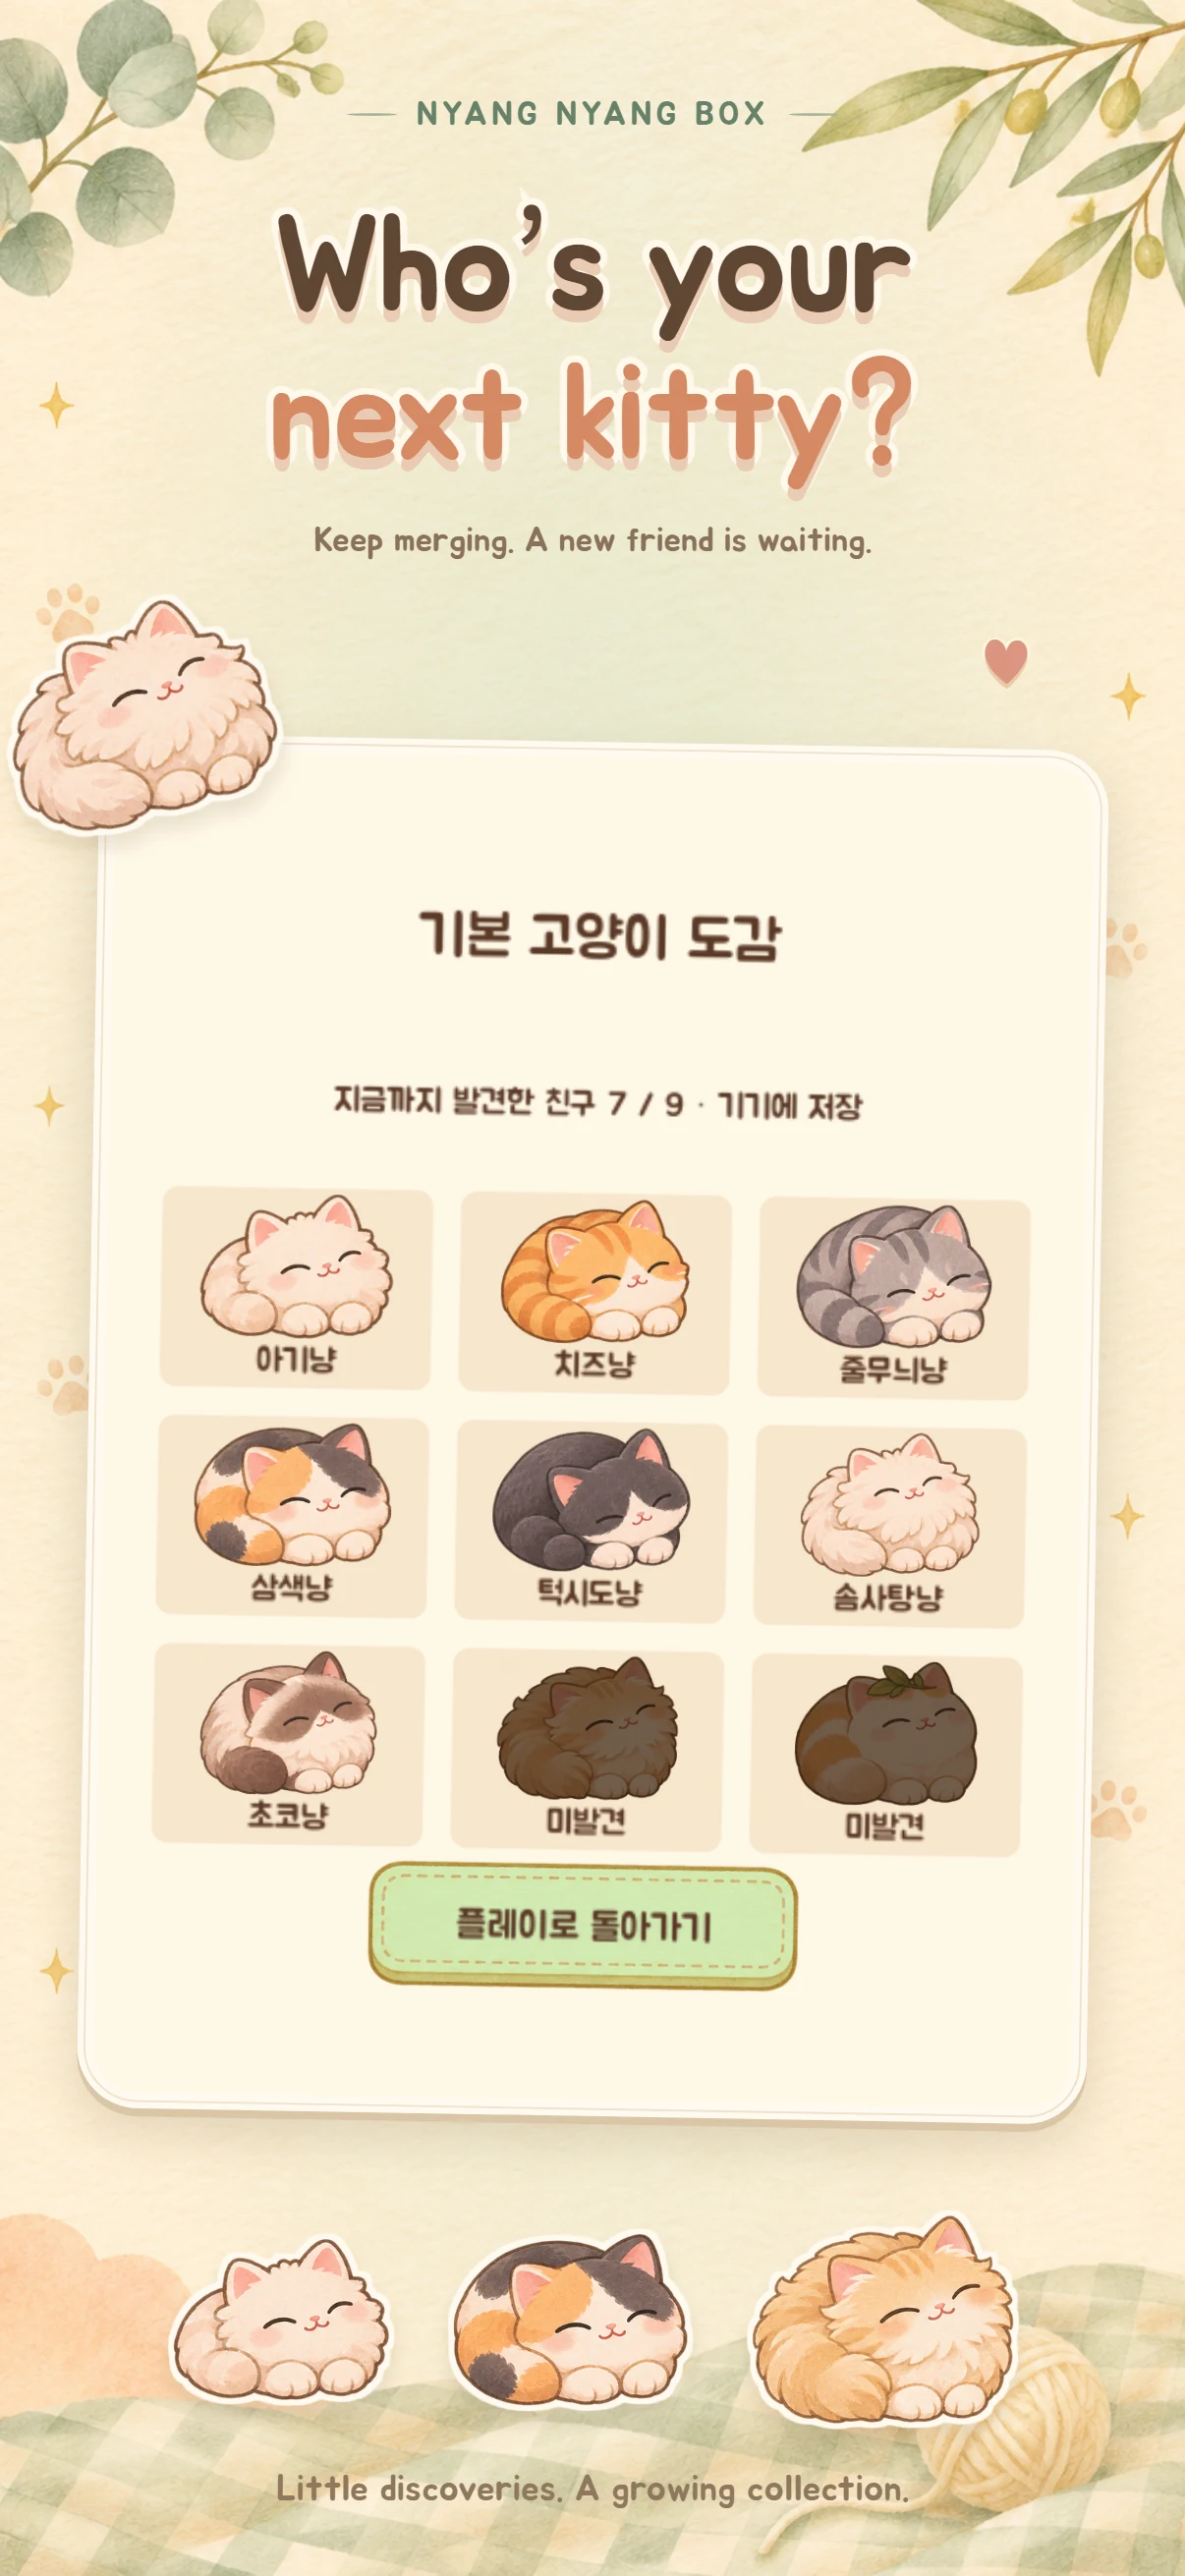 NYANG NYANG BOX
Who's your
next kitty?
Keep merging. A new friend is waiting.
기본 고양이 도감
지금까지 발견한 친구 7 / 9 · 기기에 저장
아기냥
치즈냥
줄무늬냥
삼색냥
턱시도냥
솜사탕냥
초코냥
미발견
미발견
플레이로 돌아가기
Little discoveries. A growing collection.